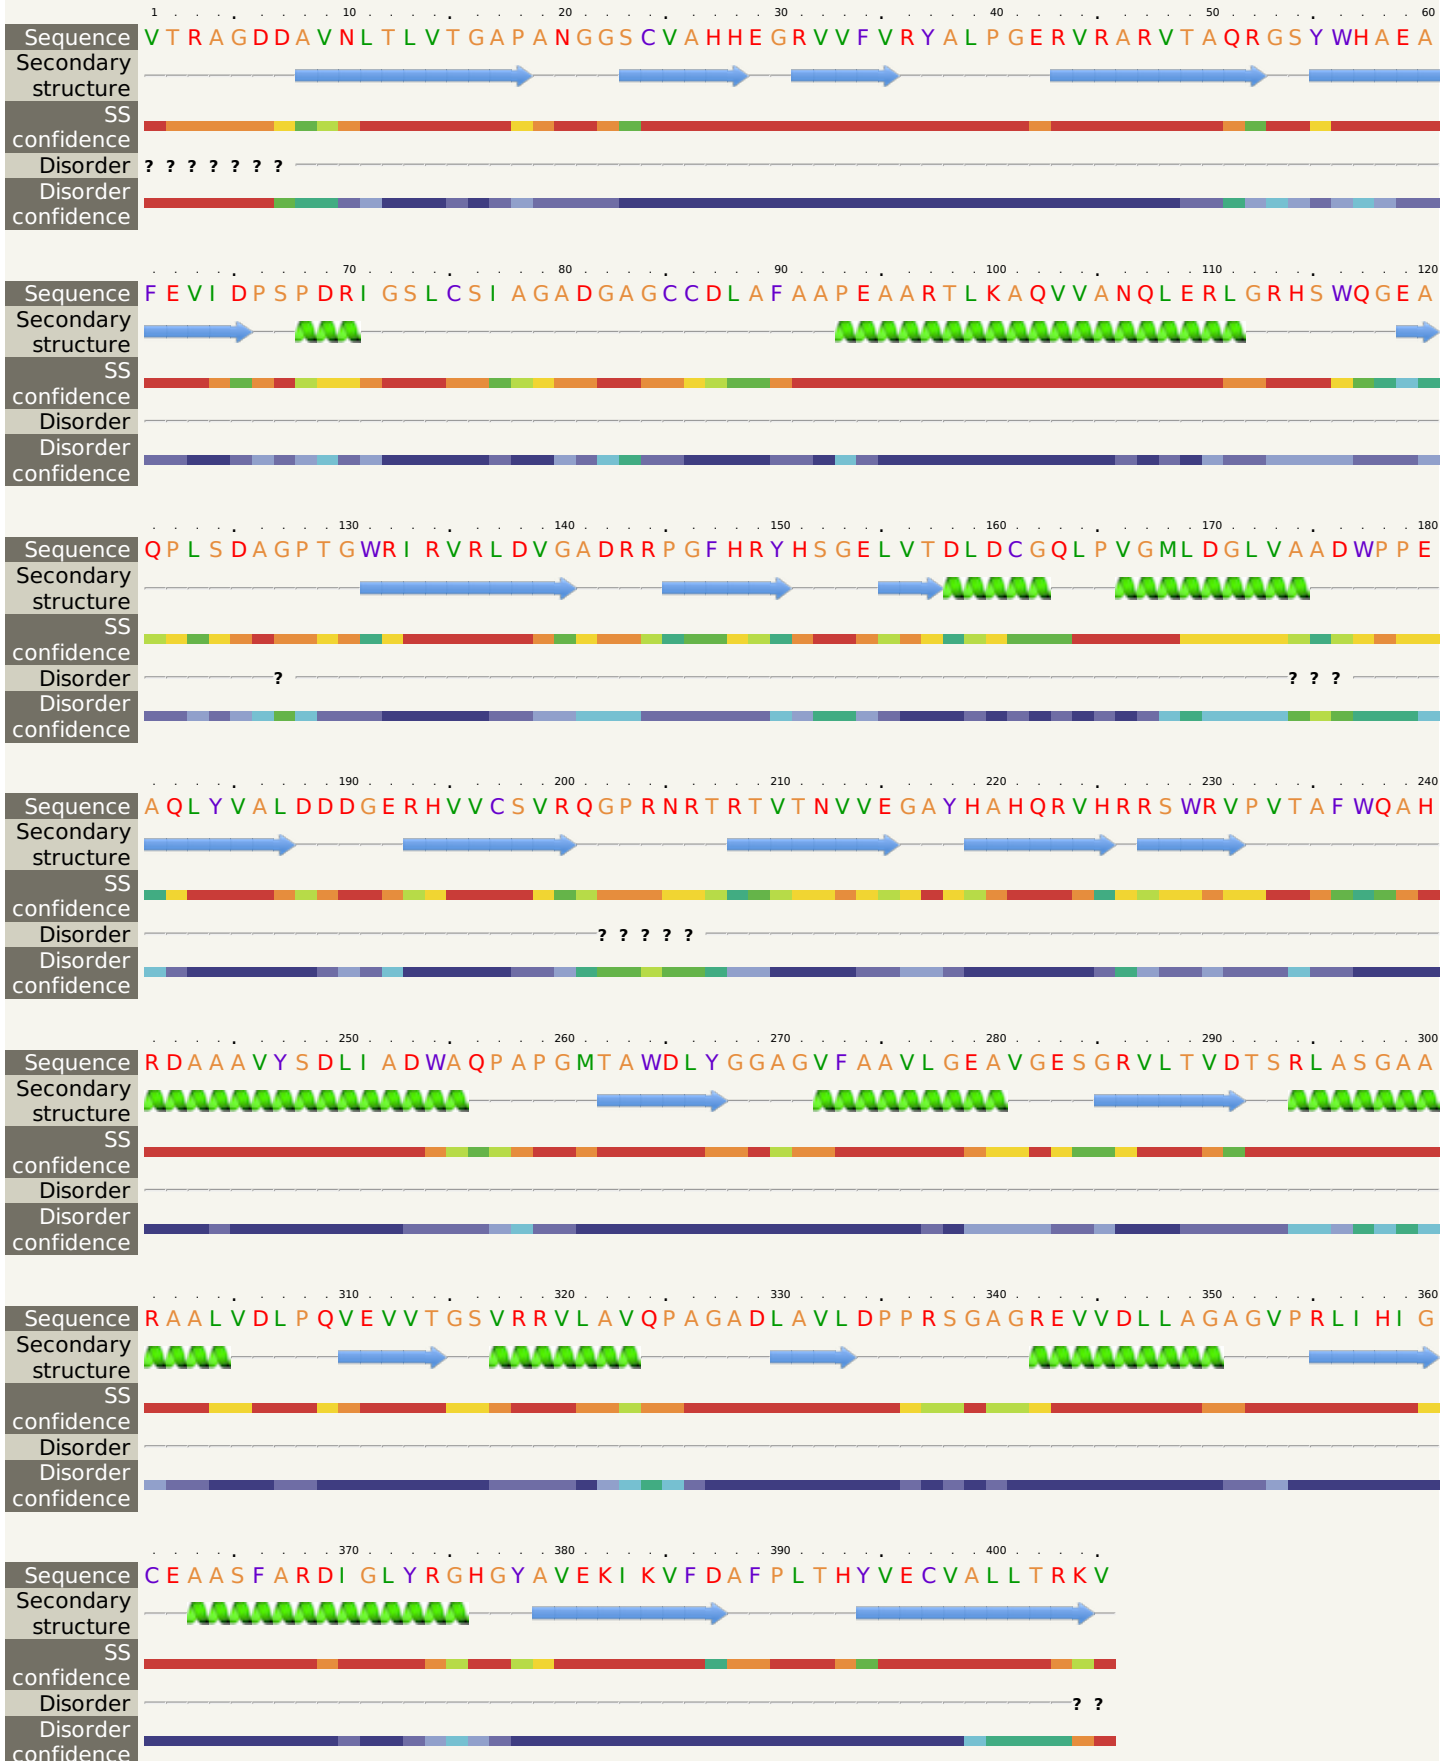 1 10 20 30 40 50 60
Sequence VTRAGDDAVNLTLVTGAPANGGSCVAHHEGRVVFVRYALPGERVRARVTAQRGSYWHAEA
Secondary
structure
SS
confidence
Disorder ? ? ? ? ? ? ?
Disorder
confidence
70 80 90 100 110 120
Sequence FEVIDPSPDRIGSLCSIAGADGAGCCDLAFAAPEAARTLKAQVVANQLERLGRHSWQGEA
Secondary
structure
SS
confidence
Disorder
Disorder
confidence
130 140 150 160 170 180
Sequence QPLSDAGPTGWRIRVRLDVGADRRPGFHRYHSGELVTDLDCGQLPVGMLDGLVAADWPPE
Secondary
structure
SS
confidence
Disorder ? ? ? ?
Disorder
confidence
190 200 210 220 230 240
Sequence AQLYVALDDDGERHVVCSVRQGPRNRTRTVTNVVEGAYHAHQRVHRRSWRVPVTAFWQAH
Secondary
structure
SS
confidence
Disorder ? ? ? ? ?
Disorder
confidence
250 260 270 280 290 300
Sequence RDAAAVYSDLIADWAQPAPGMTAWDLYGGAGVFAAVLGEAVGESGRVLTVDTSRLASGAA
Secondary
structure
SS
confidence
Disorder
Disorder
confidence
310 320 330 340 350 360
Sequence RAALVDLPQVEVVTGSVRRVLAVQPAGADLAVLDPPRSGAGREVVDLLAGAGVPRLIHIG
Secondary
structure
SS
confidence
Disorder
Disorder
confidence
370 380 390 400
Sequence CEAASFARDIGLYRGHGYAVEKIKVFDAFPLTHYVECVALLTRKV
Secondary
structure
SS
confidence
Disorder ? ?
Disorder
confidence